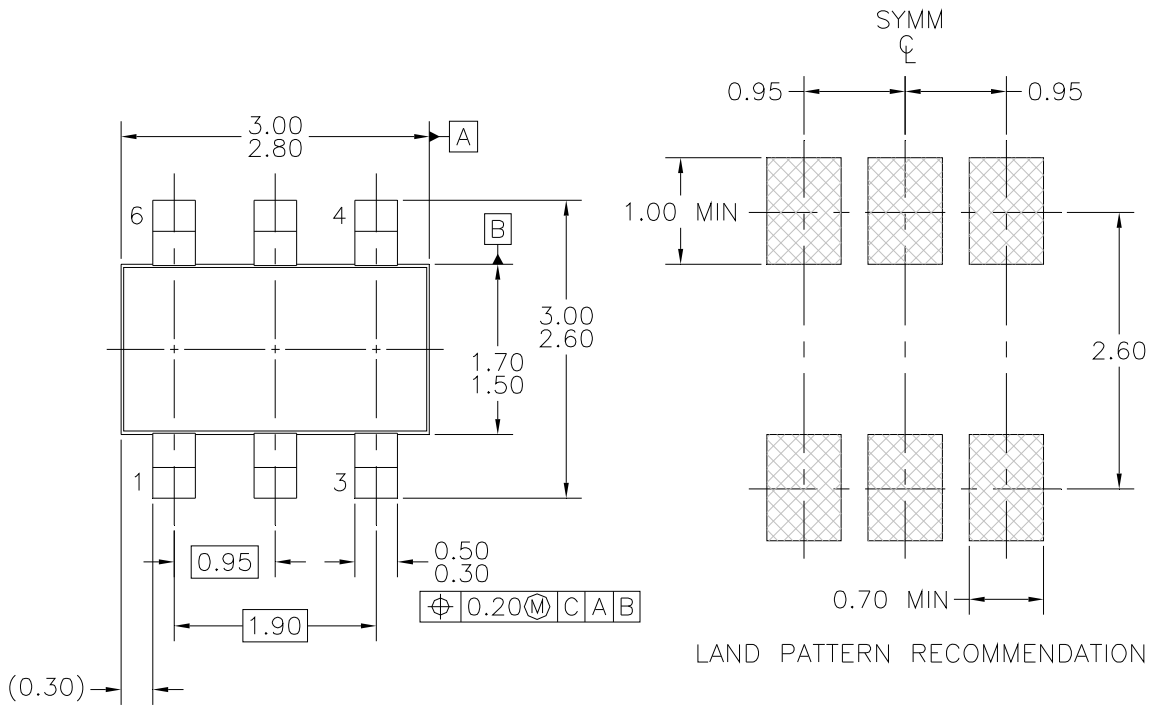 SYMM
℄
0.95
0.95
3.00
2.80
A
6
4
1.00 MIN
B
3.00
2.60
1.70
1.50
2.60
1
3
0.95
0.50
0.30
⌖ 0.20Ⓜ C A B
0.70 MIN
1.90
LAND PATTERN RECOMMENDATION
(0.30)